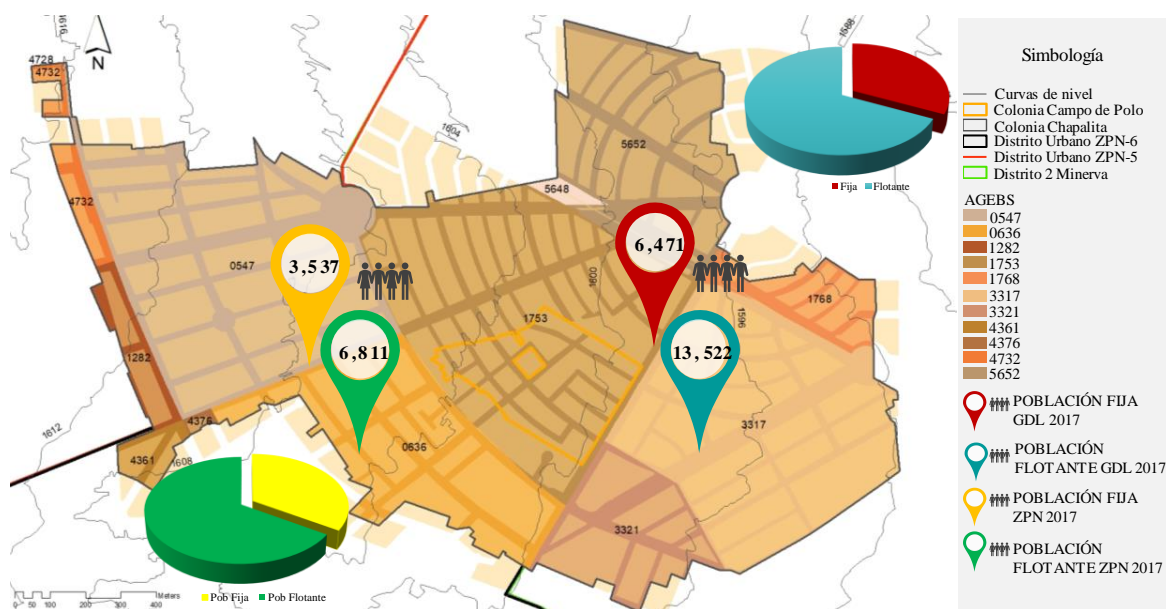 1616
1588
N
4728
4732
1604
5652
Fija Flotante
4732
5648
0547
3,537
6,471
1600
1768
1596
1753
6,811
13,522
1282
4376
3317
1612
0636
4361
1608
3321
Meters
0 50 100 200 300 400
Pob Fija Pob Flotante
Simbología
Curvas de nivel
Colonia Campo de Polo
Colonia Chapalita
Distrito Urbano ZPN-6
Distrito Urbano ZPN-5
Distrito 2 Minerva
AGEBS
0547
0636
1282
1753
1768
3317
3321
4361
4376
4732
5652
POBLACIÓN FIJA
GDL 2017
POBLACIÓN
FLOTANTE GDL 2017
POBLACIÓN FIJA
ZPN 2017
POBLACIÓN
FLOTANTE ZPN 2017